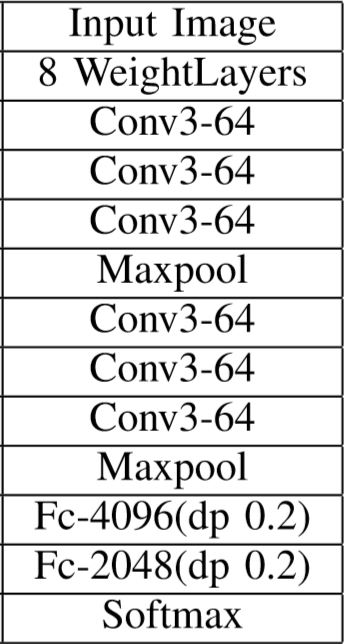 Input Image
8 WeightLayers
Conv3-64
Conv3-64
Conv3-64
Maxpool
Conv3-64
Conv3-64
Conv3-64
Maxpool
Fc-4096(dp 0.2)
Fc-2048(dp 0.2)
Softmax